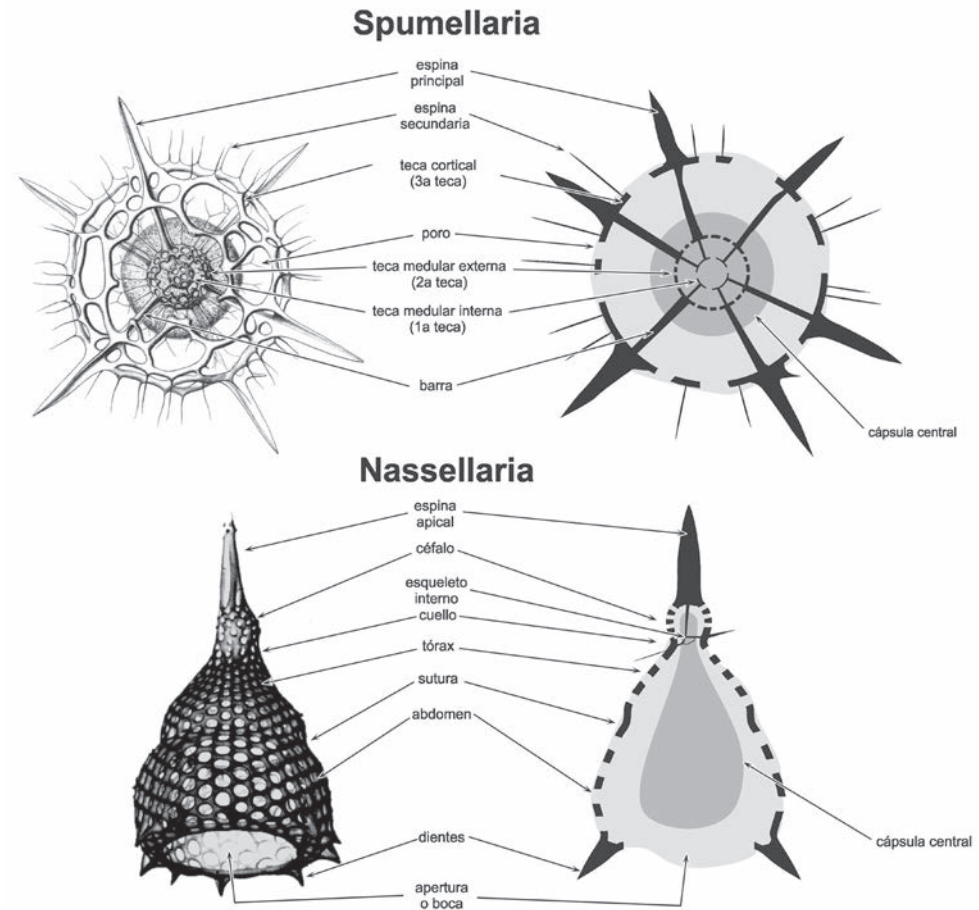 Spumellaria
espina
principal
espina
secundaria
teca cortical
(3a teca)
poro
teca medular externa
(2a teca)
teca medular interna
(1a teca)
barra
cápsula central
Nassellaria
espina
apical
céfalo
esqueleto
interno
cuello
tórax
sutura
abdomen
dientes
cápsula central
apertura
o boca